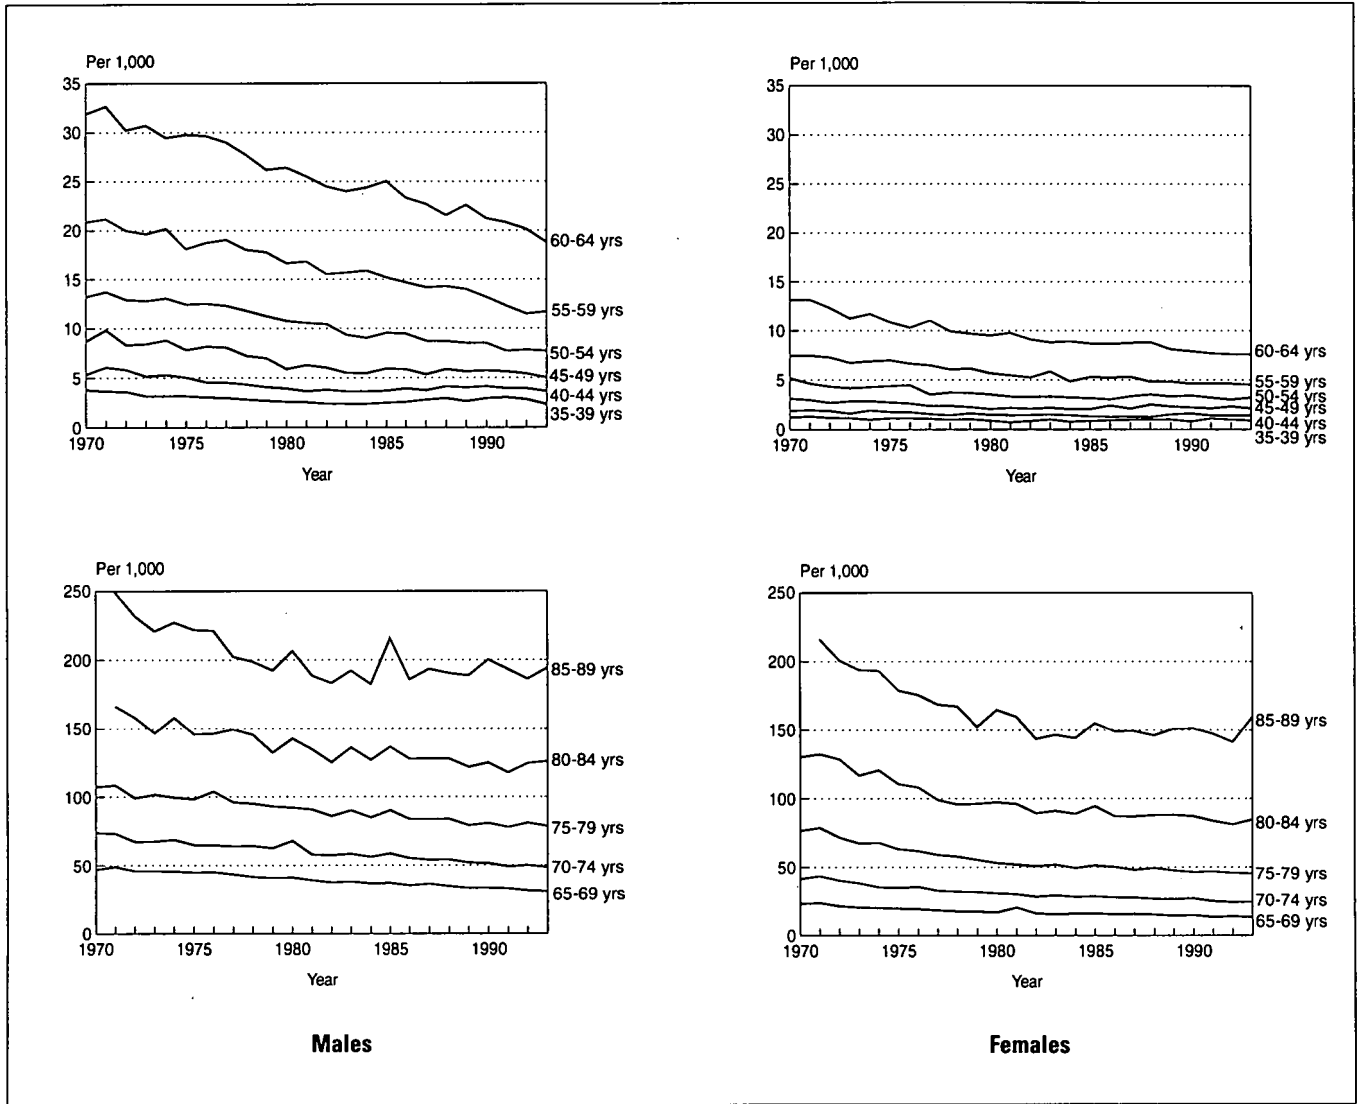 Per 1,000
35
30
25
20
15
10
5
0
1970 1975 1980 1985 1990
Year
60-64 yrs
55-59 yrs
50-54 yrs
45-49 yrs
40-44 yrs
35-39 yrs
Per 1,000
35
30
25
20
15
10
5
0
1970 1975 1980 1985 1990
Year
60-64 yrs
55-59 yrs
50-54 yrs
45-49 yrs
40-44 yrs
35-39 yrs
Per 1,000
250
200
150
100
50
0
1970 1975 1980 1985 1990
Year
85-89 yrs
80-84 yrs
75-79 yrs
70-74 yrs
65-69 yrs
Per 1,000
250
200
150
100
50
0
1970 1975 1980 1985 1990
Year
85-89 yrs
80-84 yrs
75-79 yrs
70-74 yrs
65-69 yrs
Males
Females